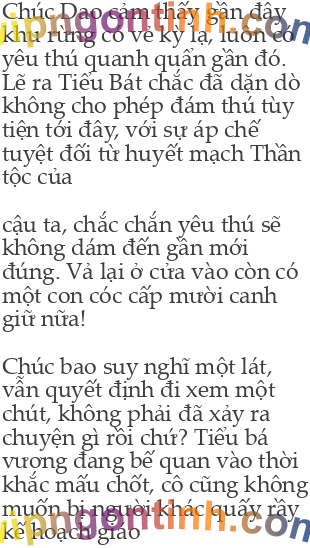 Chúc Dao cảm thấy gần đây
khu rừng có vẻ kỳ lạ, luôn có
yêu thú quanh quẩn gần đó.
Lẽ ra Tiểu Bát chắc đã dặn dò
không cho phép đám thú tùy
tiện tới đây, với sự áp chế
tuyệt đối từ huyết mạch Thần
tộc của
cậu ta, chắc chắn yêu thú sẽ
không dám đến gần mới
đúng. Vả lại ở cửa vào còn có
một con cóc cấp mười canh
giữ nữa!
Chúc bao suy nghĩ một lát,
vẫn quyết định đi xem một
chút, không phải đã xảy ra
chuyện gì rồi chứ? Tiểu bá
vương đang bế quan vào thời
khắc mấu chốt, cô cũng không
muốn bị người khác quấy rầy
kế hoạch giao
vipngontinh.com
vipngontinh.com